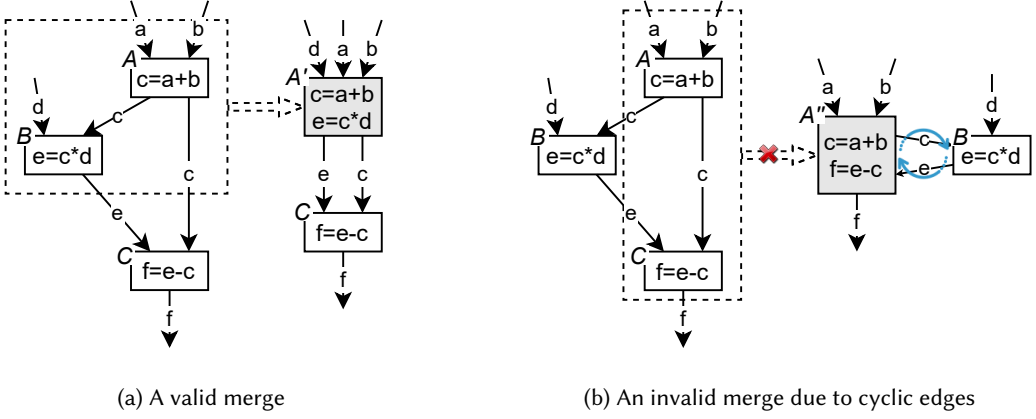 a b
A
c=a+b
d
c
B
e=c*d
c
e
C
f=e-c
f
d a b
A'
c=a+b
e=c*d
e c
C
f=e-c
f
(a) A valid merge
a b
A
c=a+b
d
c
B
e=c*d
c
e
C
f=e-c
f
a b
A''
c=a+b
f=e-c
f
c
e
d
B
e=c*d
(b) An invalid merge due to cyclic edges